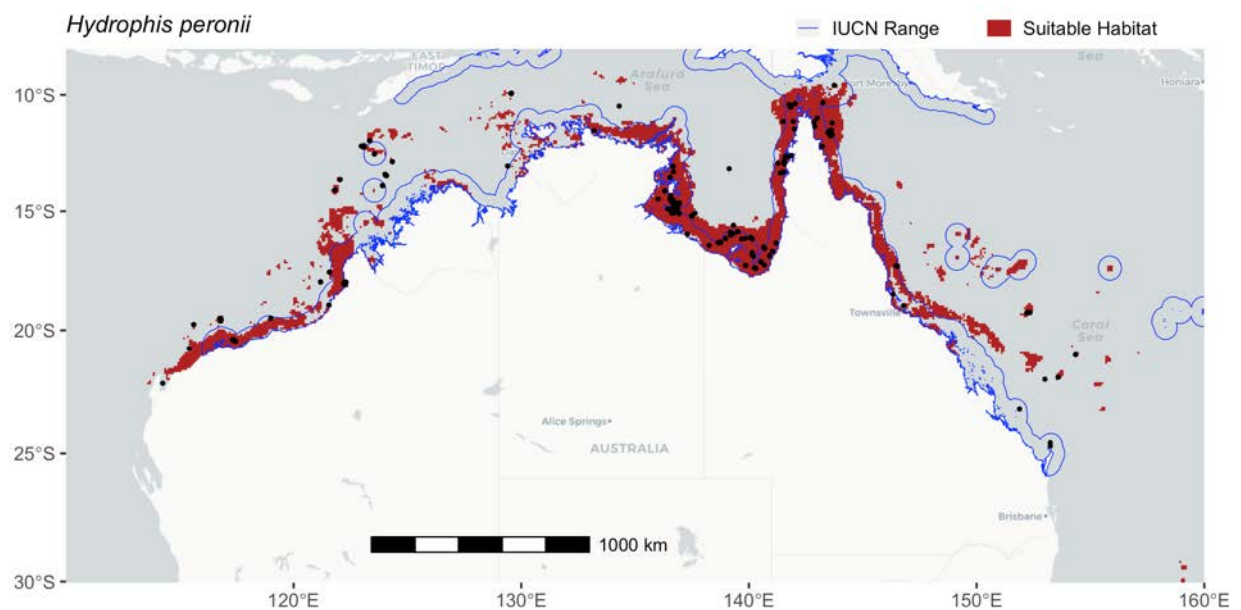 Hydrophis peronii
IUCN Range
Suitable Habitat
EAST
TIMOR
Arafura
Sea
Sea
Port Moresby
Honiara
10°S
15°S
Townsville
20°S
Coral
Sea
Alice Springs
25°S
AUSTRALIA
Brisbane
1000 km
30°S
120°E
130°E
140°E
150°E
160°E